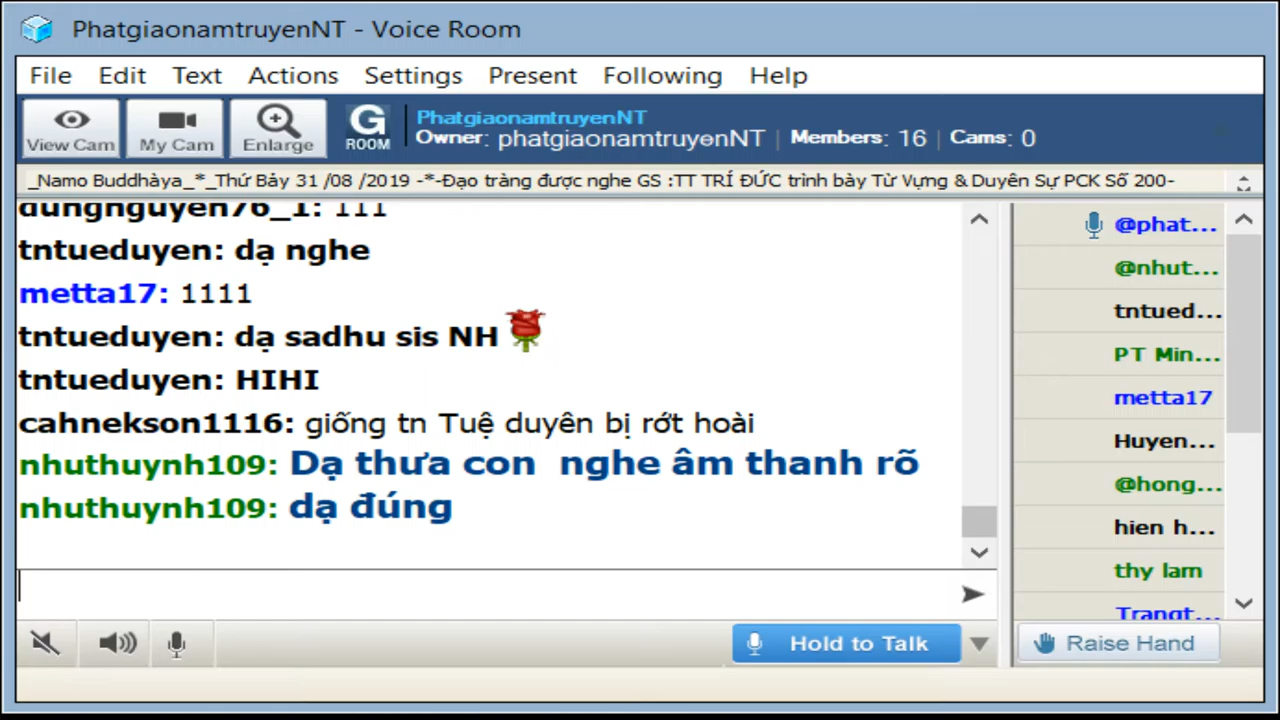 PhatgiaonamtruyenNT - Voice Room
File Edit Text Actions Settings Present Following Help
View Cam My Cam Enlarge G ROOM
PhatgiaonamtruyenNT
Owner: phatgiaonamtruyenNT | Members: 16 | Cams: 0
_Namo Buddhàya_*_Thứ Bảy 31 /08 /2019 -*-Đạo tràng được nghe GS :TT TRÍ ĐỨC trình bày Từ Vựng & Duyên Sự PCK Số 200-
dungnguyen76_1: 111
tntueduyen: dạ nghe
metta17: 1111
tntueduyen: dạ sadhu sis NH
tntueduyen: HIHI
cahnekson1116: giống tn Tuệ duyên bị rớt hoài
nhuthuynh109: Dạ thưa con nghe âm thanh rõ
nhuthuynh109: dạ đúng
@phat...
@nhut...
tntued...
PT Min...
metta17
Huyen...
@hong...
hien h...
thy lam
Trangt...
Hold to Talk
Raise Hand